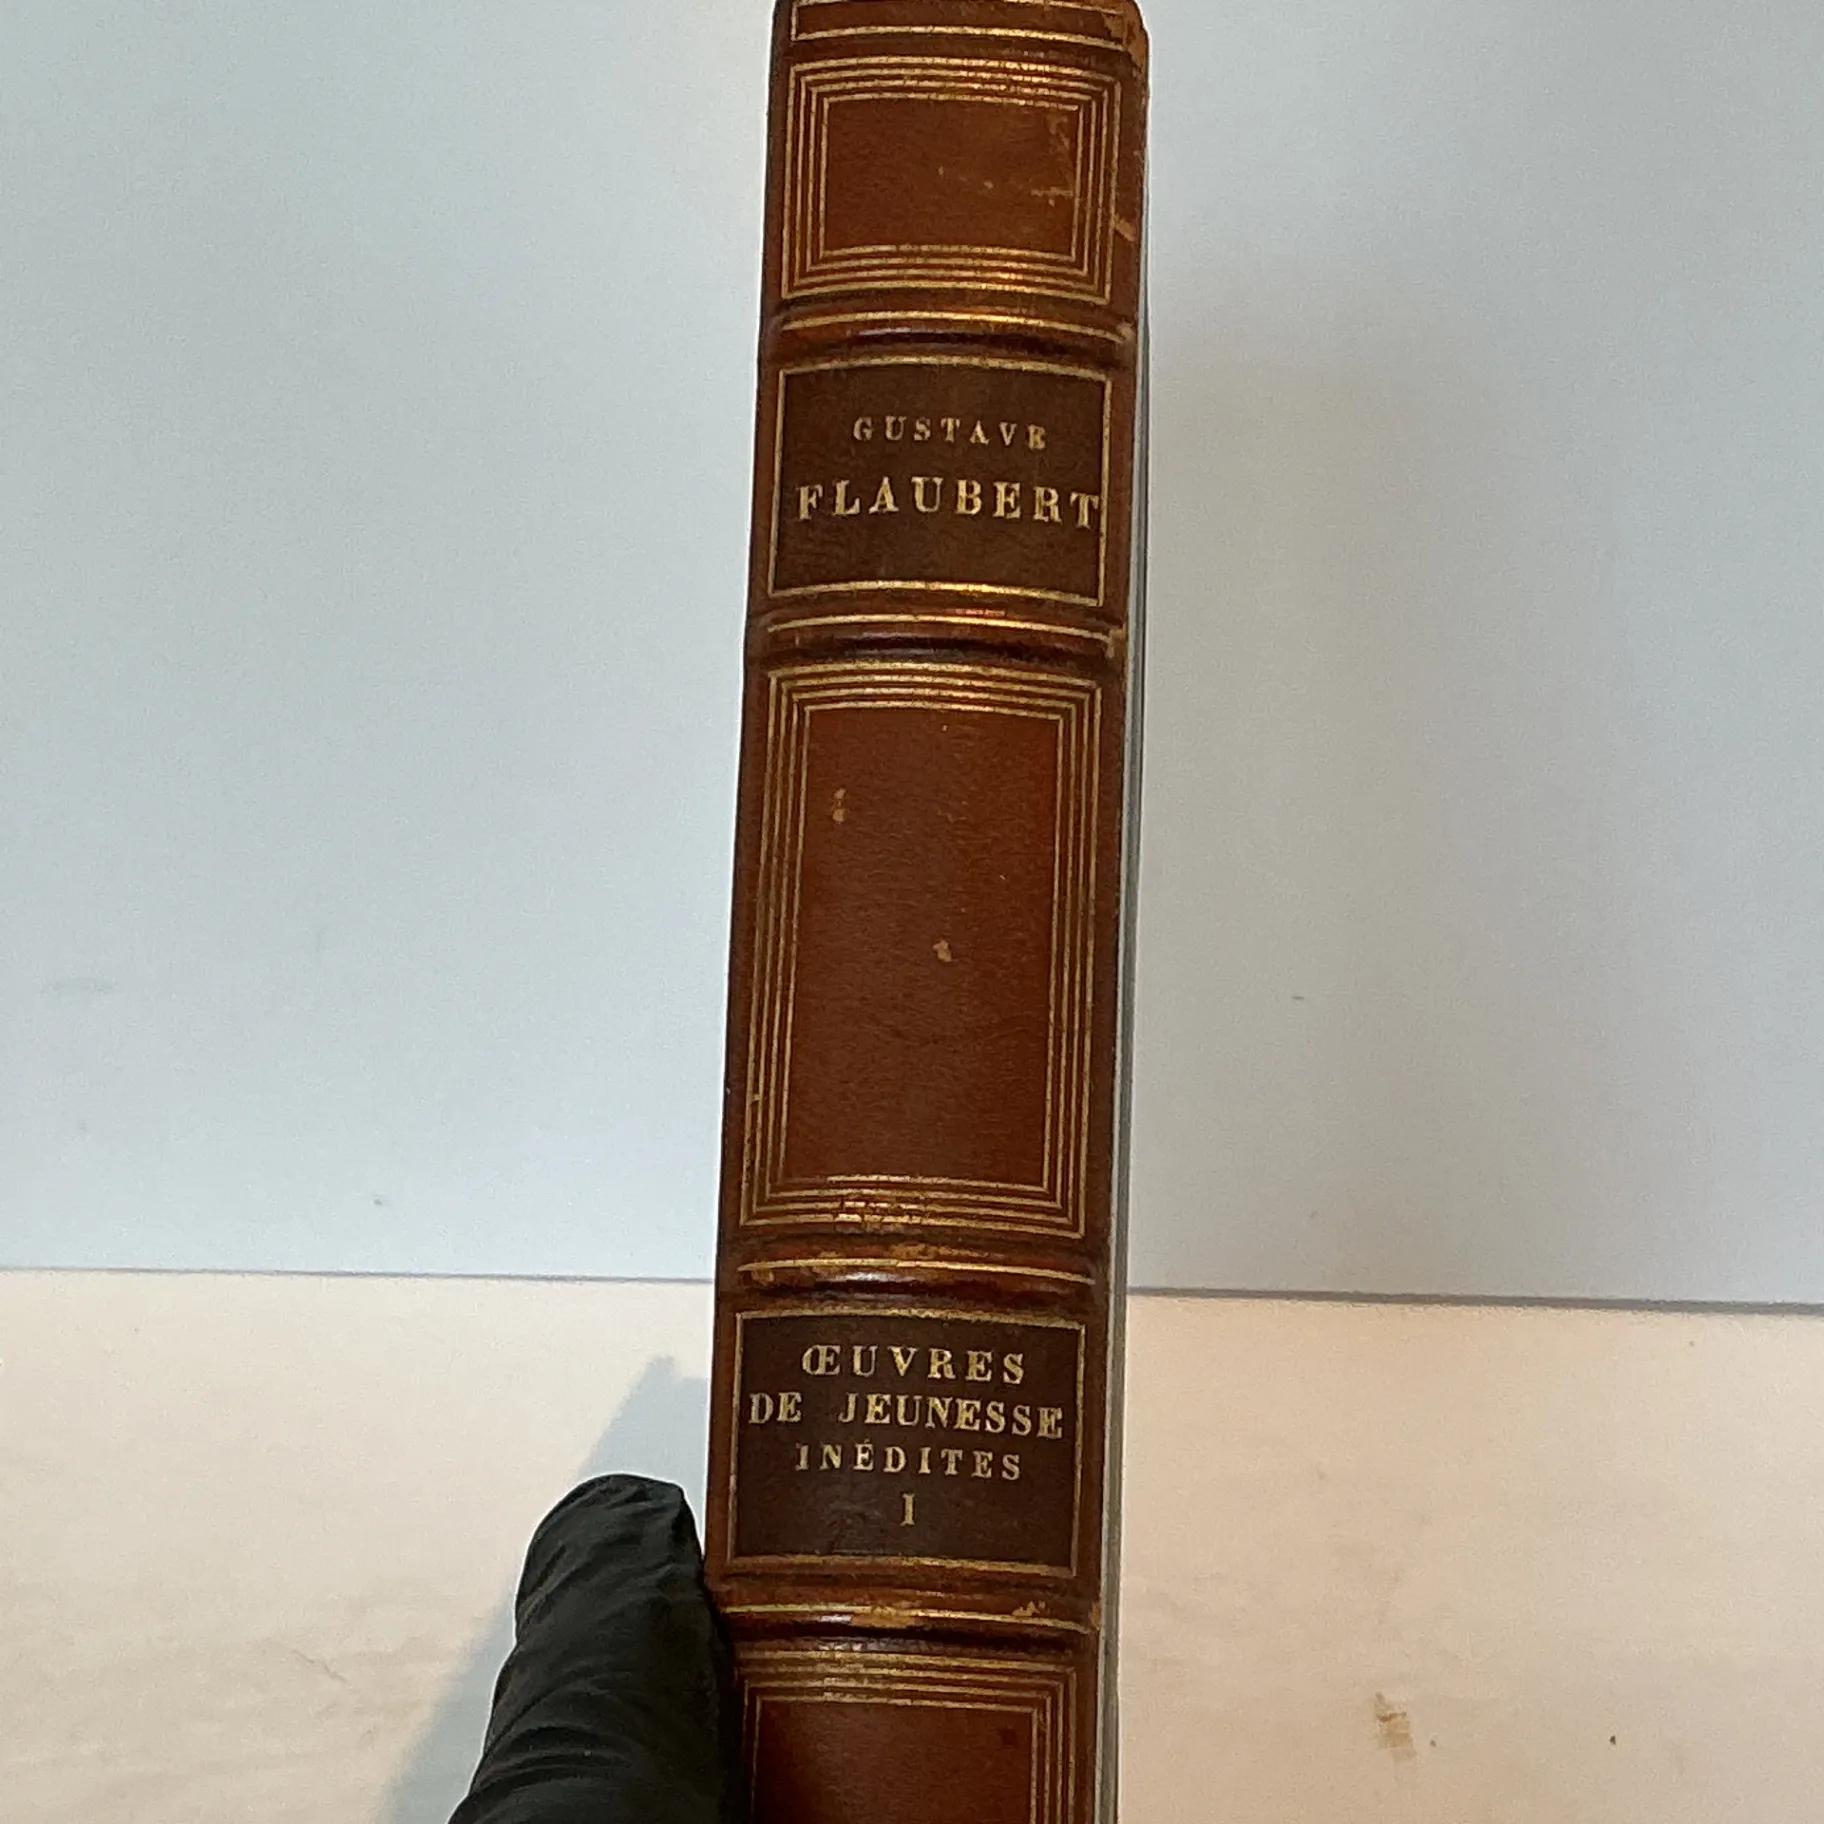 GUSTAVE
FLAUBERT
ŒUVRES
DE JEUNESSE
INÉDITES
I